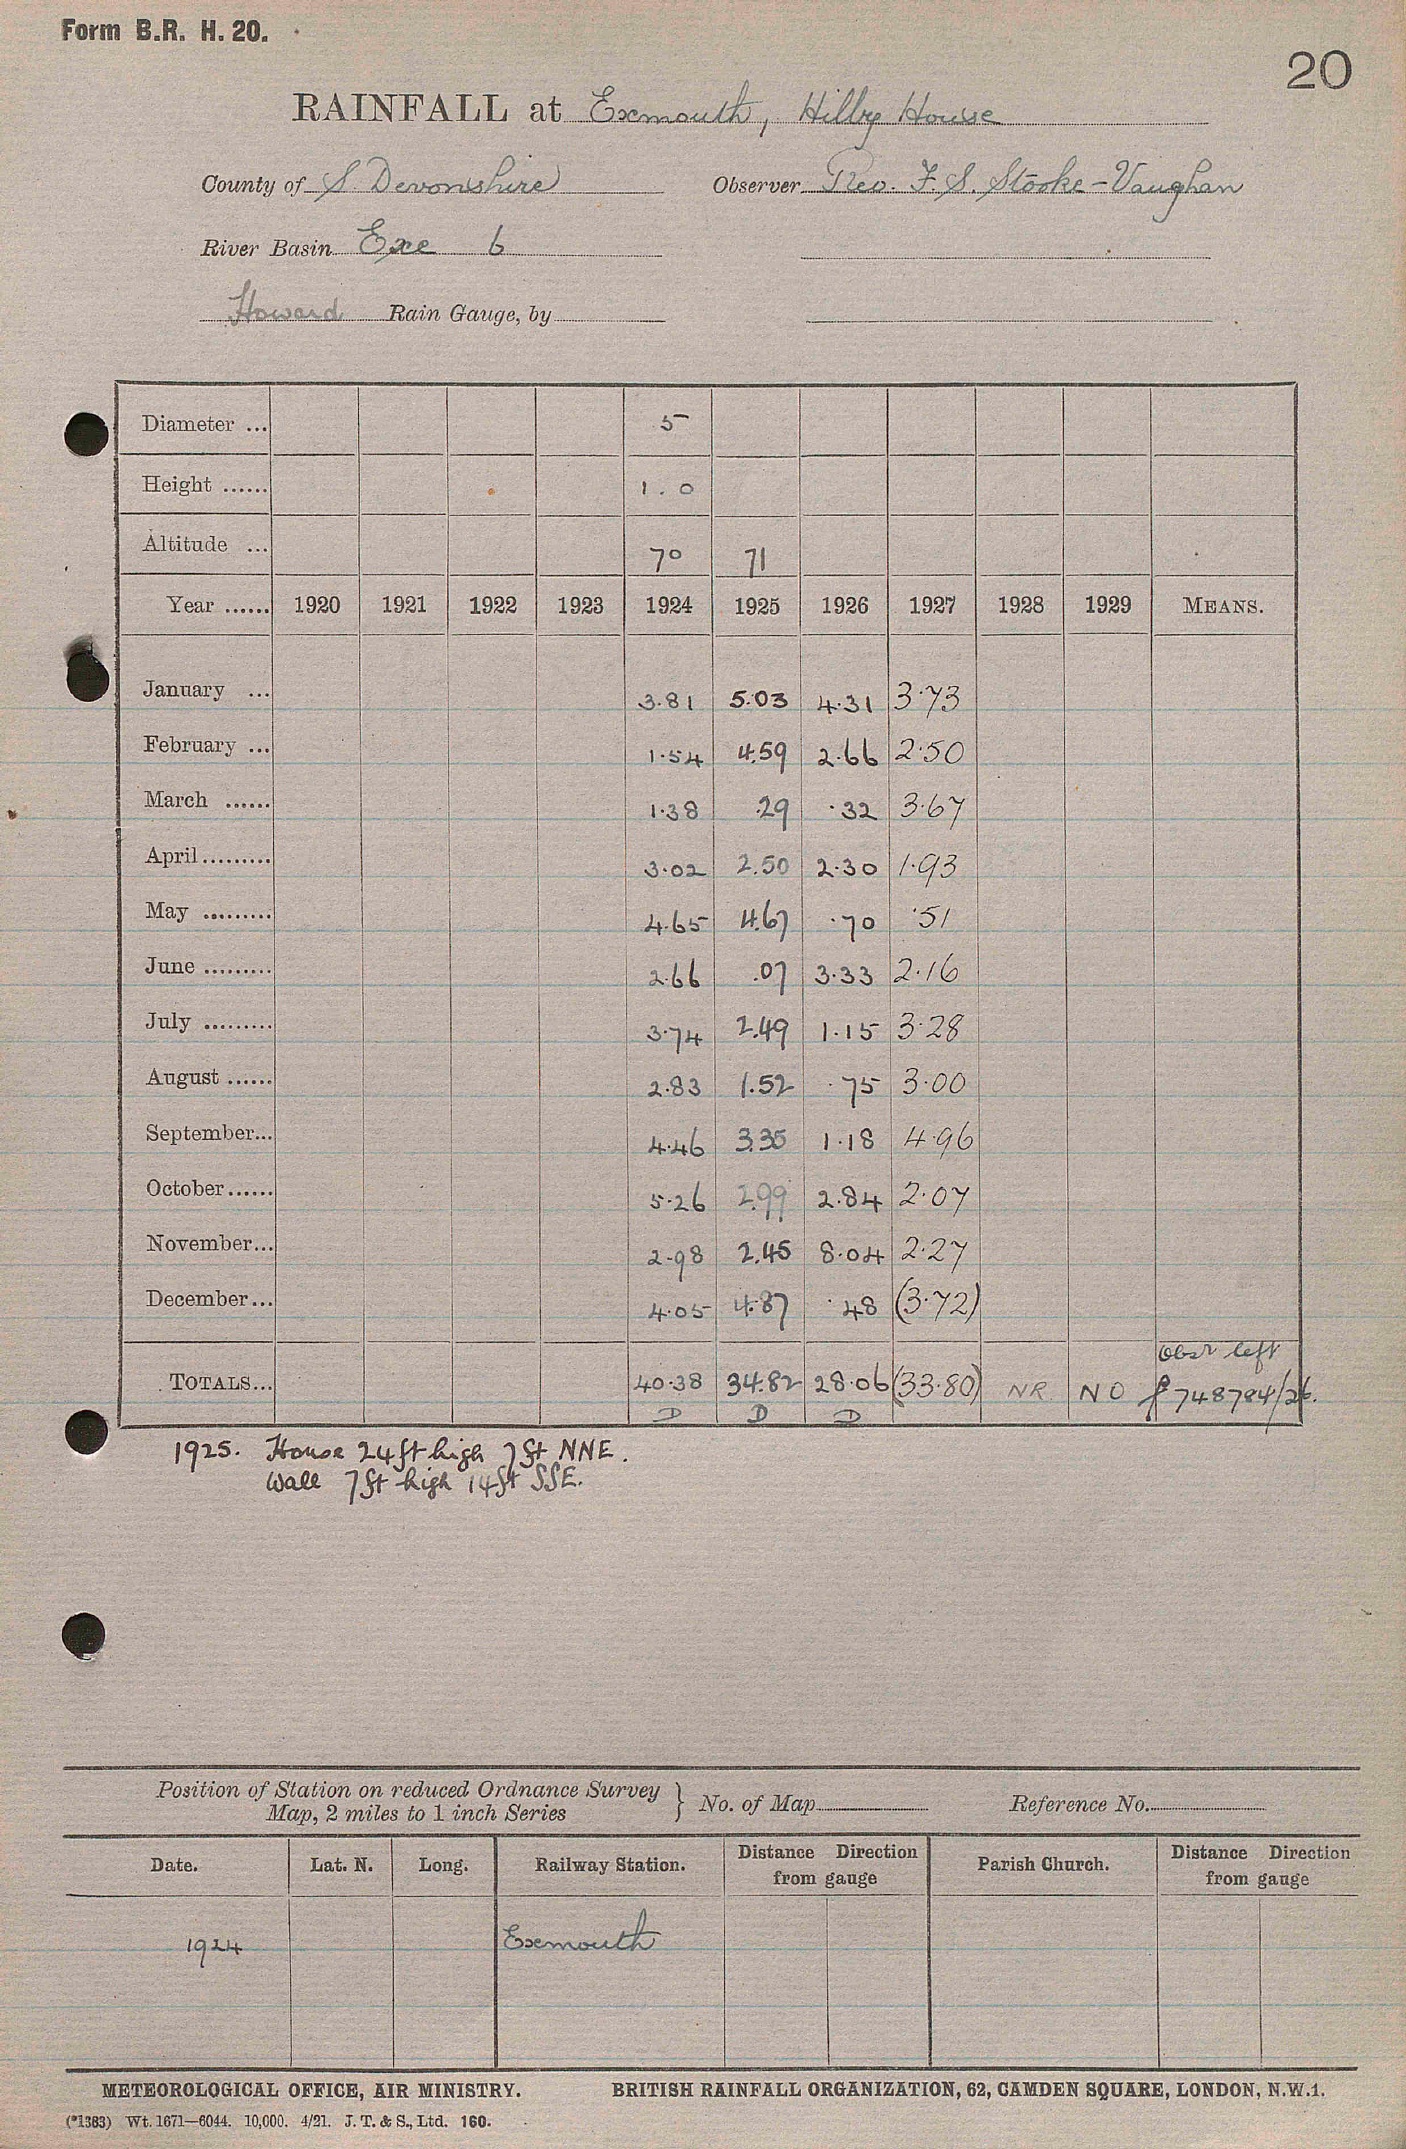 Form B.R. H. 20.
20
RAINFALL at Exmouth, Hilby House
County of S. Devonshire Observer Rev. F. S. Stooke-Vaughan
River Basin Exe 6
Howard Rain Gauge, by
Diameter ... 5
Height ...... 1.0
Altitude ... 70 71
Year ...... 1920 1921 1922 1923 1924 1925 1926 1927 1928 1929 MEANS.
January ... 3.81 5.03 4.31 3.73
February ... 1.54 4.59 2.66 2.50
March ...... 1.38 .29 .32 3.67
April......... 3.02 2.50 2.30 1.93
May ......... 4.65 4.67 .70 .51
June ......... 2.66 .07 3.33 2.16
July ......... 3.74 2.49 1.15 3.28
August ...... 2.83 1.52 .75 3.00
September... 4.46 3.35 1.18 4.96
October...... 5.26 2.99 2.84 2.07
November... 2.98 2.45 8.04 2.27
December... 4.05 4.87 .48 (3.72)
Obsr left
TOTALS... 40.38 34.82 28.06 (33.80) NR NO 748784/26.
D D D
1925. House 24ft high 7ft NNE.
Wall 7ft high 14ft SSE.
Position of Station on reduced Ordnance Survey
Map, 2 miles to 1 inch Series } No. of Map Reference No.
Date. Lat. N. Long. Railway Station. Distance Direction from gauge Parish Church. Distance Direction from gauge
1924 Exmouth
METEOROLOGICAL OFFICE, AIR MINISTRY. BRITISH RAINFALL ORGANIZATION, 62, CAMDEN SQUARE, LONDON, N.W.1.
(*1383) Wt. 1671—6044. 10,000. 4/21. J. T. & S., Ltd. 160.